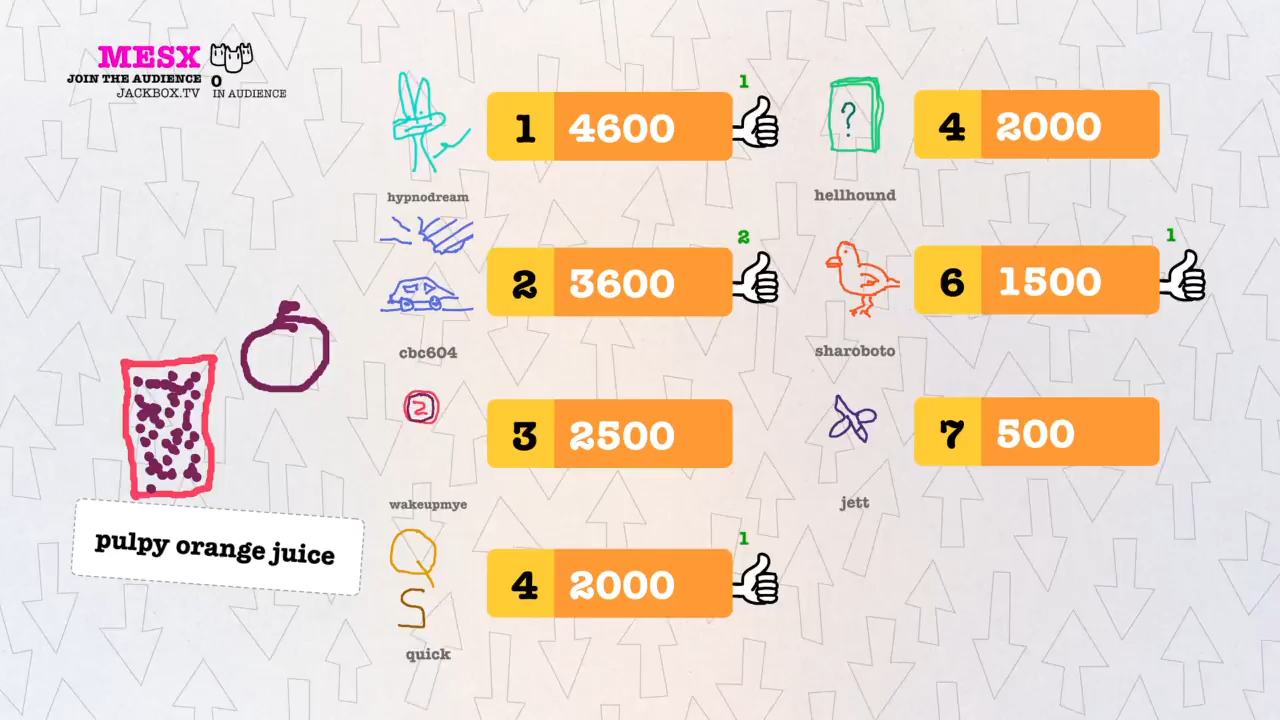 MESX
JOIN THE AUDIENCE
JACKBOX.TV
0
IN AUDIENCE
pulpy orange juice
1 4600
1
hypnodream
2 3600
2
cbc604
2
3 2500
wakeupmye
Q
S
4 2000
1
quick
?
4 2000
hellhound
6 1500
1
sharoboto
7 500
jett